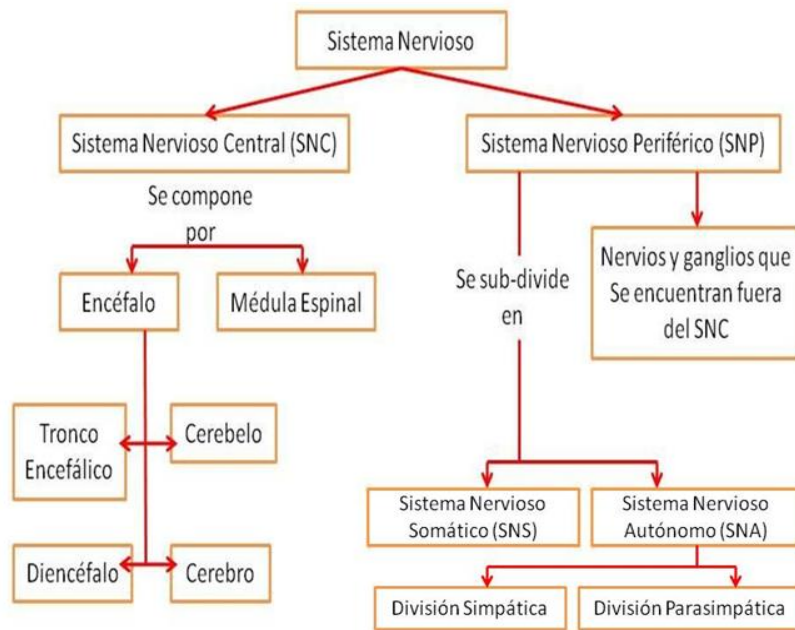 Sistema Nervioso
Sistema Nervioso Central (SNC)
Sistema Nervioso Periférico (SNP)
Se compone
por
Encéfalo
Médula Espinal
Se sub-divide
en
Nervios y ganglios que
Se encuentran fuera
del SNC
Tronco
Encefálico
Cerebelo
Diencéfalo
Cerebro
Sistema Nervioso
Somático (SNS)
Sistema Nervioso
Autónomo (SNA)
División Simpática
División Parasimpática